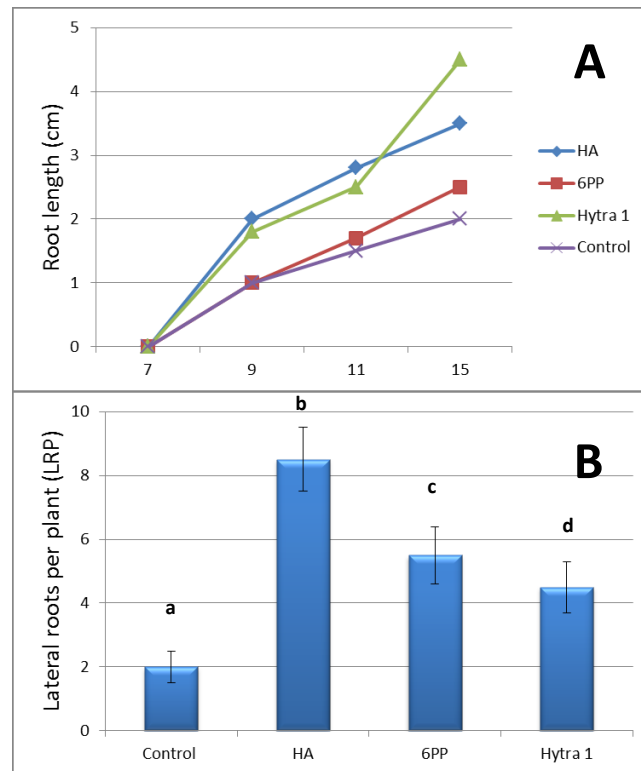 A
Root length (cm)
5
4
3
2
1
0
7 9 11 15
HA
6PP
Hytra 1
Control
B
Lateral roots per plant (LRP)
10
8
6
4
2
0
a
b
c
d
Control HA 6PP Hytra 1